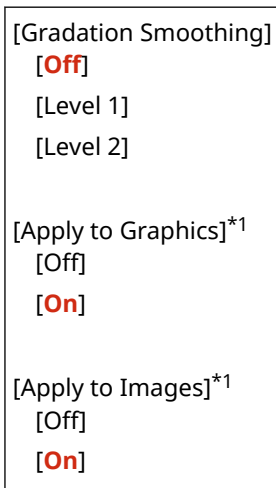 [Gradation Smoothing]
[Off]
[Level 1]
[Level 2]
[Apply to Graphics]*1
[Off]
[On]
[Apply to Images]*1
[Off]
[On]